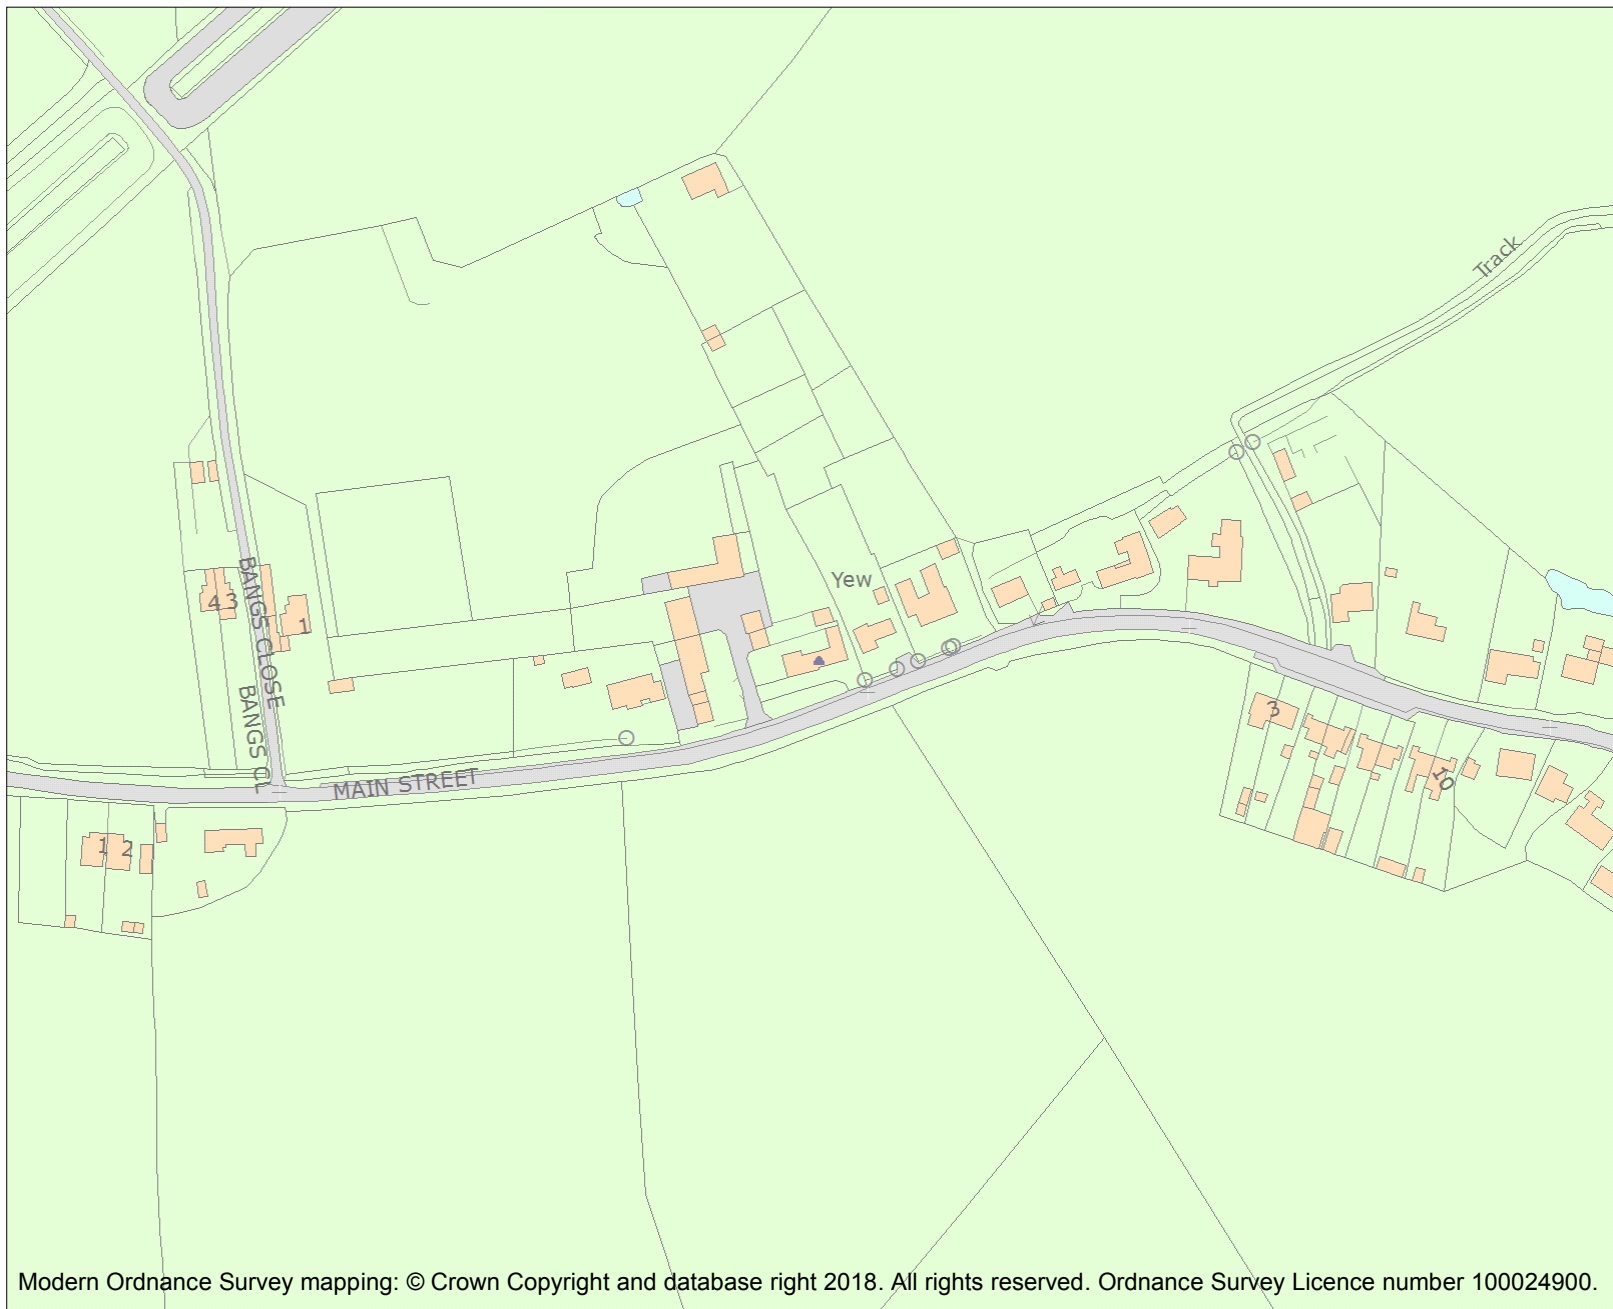 Track
Yew
BANGS CLOSE
BANGS CL
4
3
1
3
10
MAIN STREET
1
2
Modern Ordnance Survey mapping: © Crown Copyright and database right 2018. All rights reserved. Ordnance Survey Licence number 100024900.